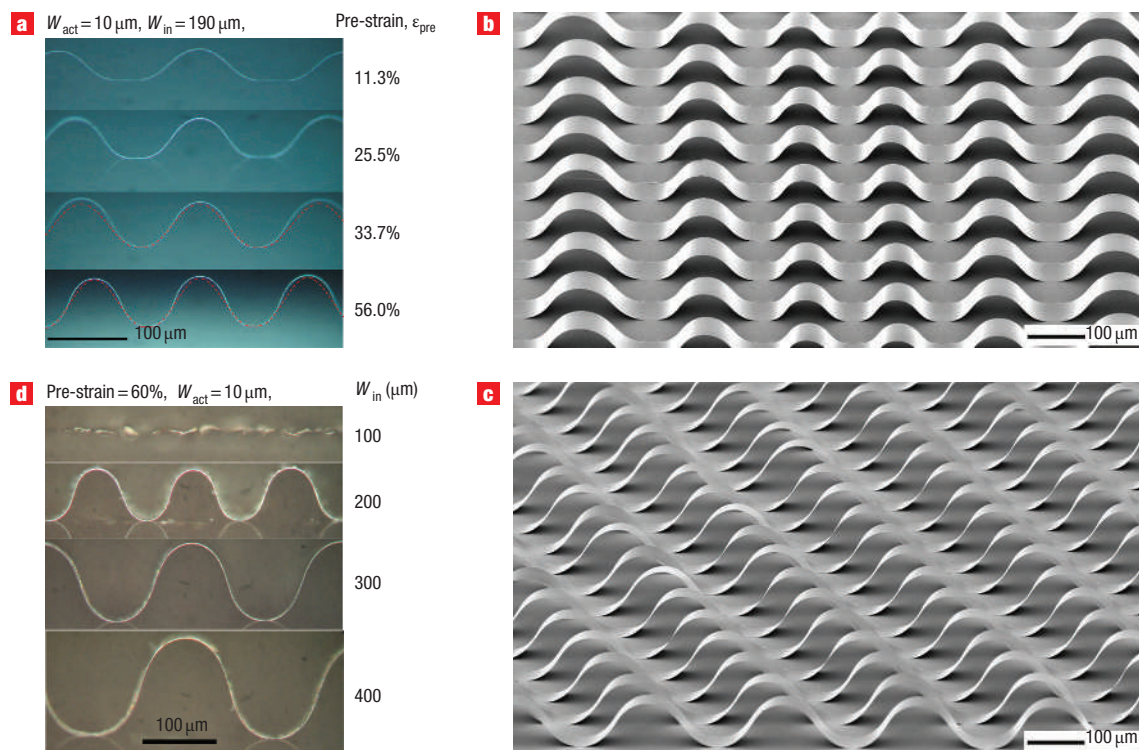 a W_act = 10 μm, W_in = 190 μm, Pre-strain, ε_pre
11.3%
25.5%
33.7%
56.0%
100 μm
b
100 μm
d Pre-strain = 60%, W_act = 10 μm, W_in (μm)
100
200
300
400
100 μm
c
100 μm